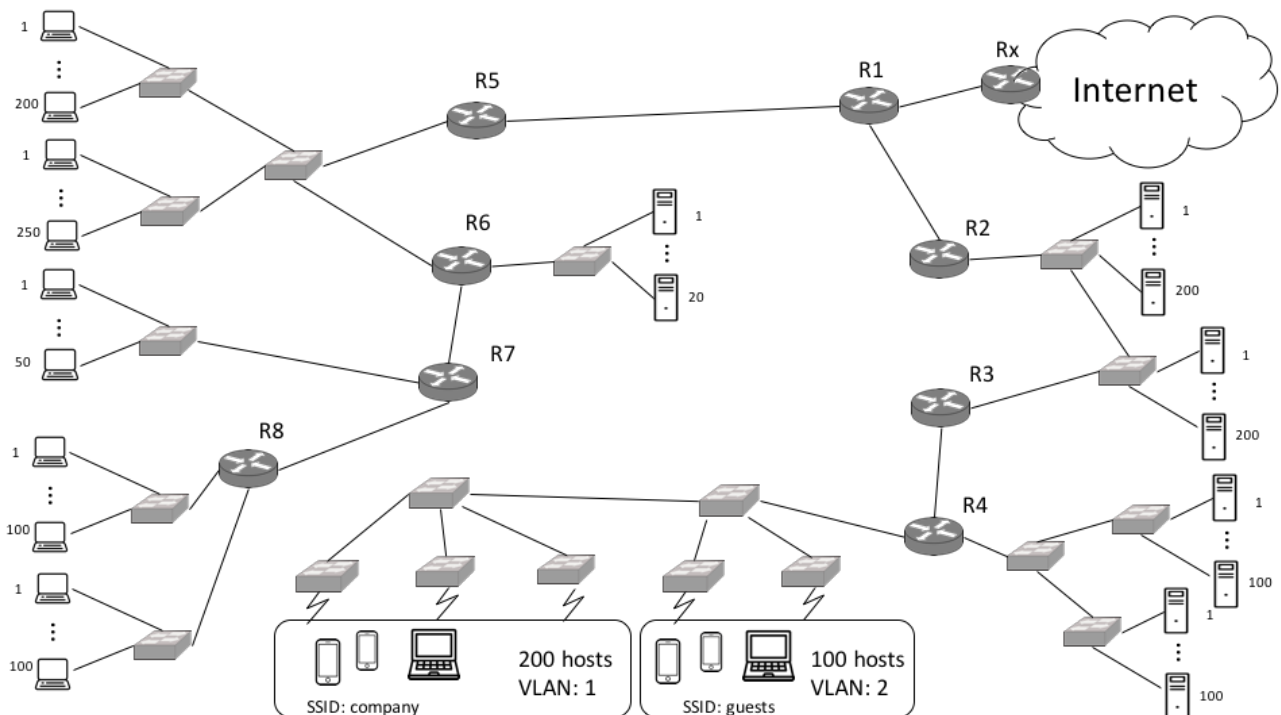 1
200
1
250
1
50
1
100
1
100
R5
R1
Rx
Internet
R6
1
20
R2
1
200
R7
R3
1
200
R8
R4
1
100
1
100
200 hosts
VLAN: 1
SSID: company
100 hosts
VLAN: 2
SSID: guests